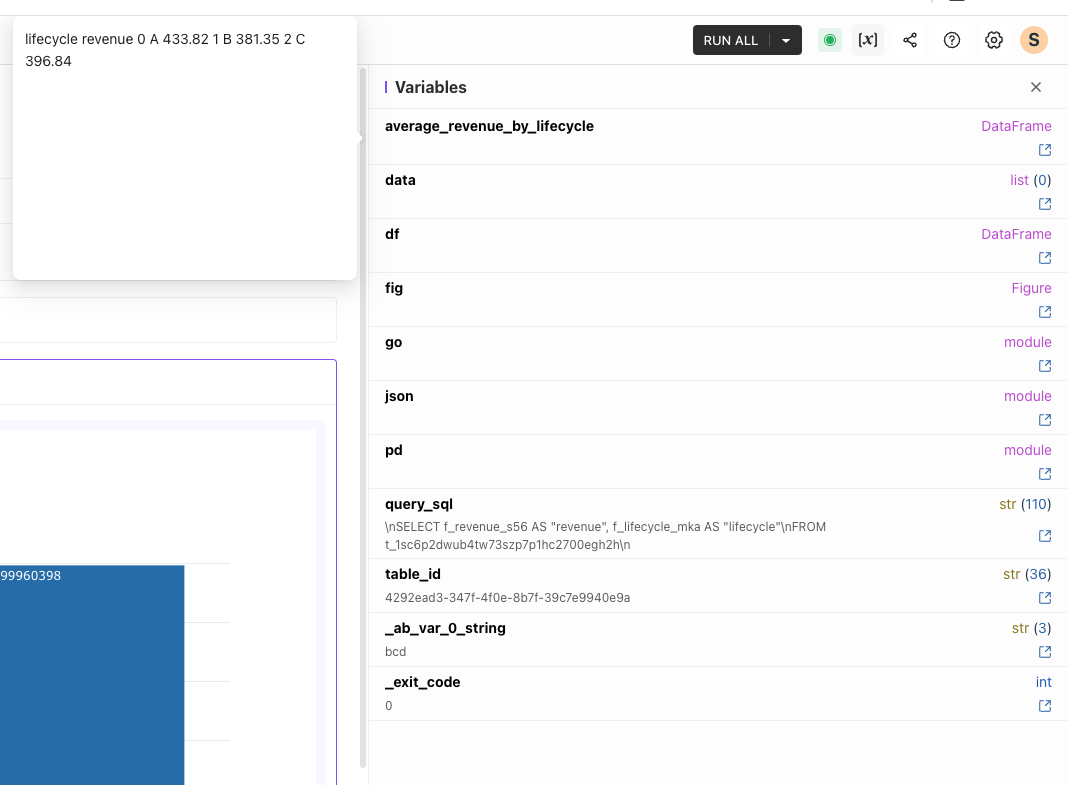 lifecycle revenue 0 A 433.82 1 B 381.35 2 C
396.84
RUN ALL
[x]
S
Variables
average_revenue_by_lifecycle DataFrame
data list (0)
df DataFrame
fig Figure
go module
json module
pd module
query_sql str (110)
\nSELECT f_revenue_s56 AS "revenue", f_lifecycle_mka AS "lifecycle"\nFROM
t_1sc6p2dwub4tw73szp7p1hc2700egh2h\n
table_id str (36)
4292ead3-347f-4f0e-8b7f-39c7e9940e9a
_ab_var_0_string str (3)
bcd
_exit_code int
0
99960398